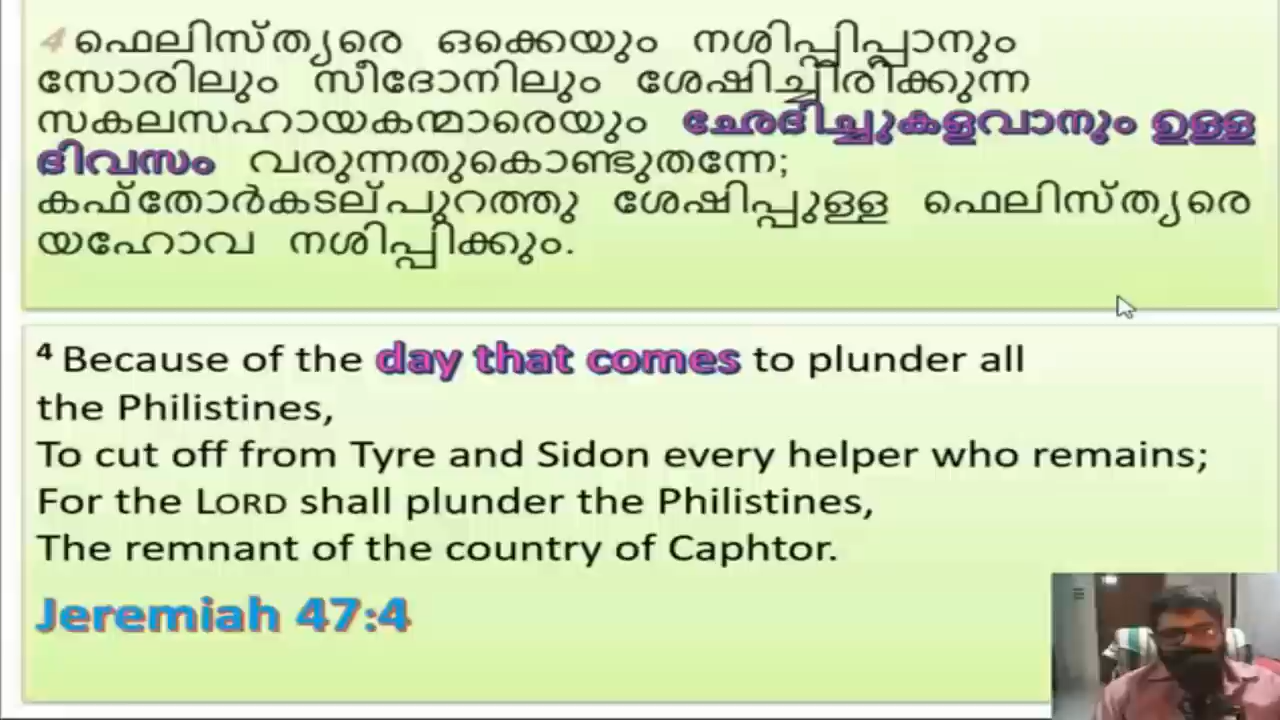 4 ഫെലിസ്ത്യരെ ഒക്കെയും നശിപ്പിപ്പാനും
സോരിലും സീദോനിലും ശേഷിച്ചിരിക്കുന്ന
സകലസഹായകന്മാരെയും ഛേദിച്ചുകളവാനും ഉള്ള
ദിവസം വരുന്നതുകൊണ്ടുതന്നേ;
കഫ്തോർകടല്പുറത്തു ശേഷിപ്പുള്ള ഫെലിസ്ത്യരെ
യഹോവ നശിപ്പിക്കും.
4 Because of the day that comes to plunder all
the Philistines,
To cut off from Tyre and Sidon every helper who remains;
For the LORD shall plunder the Philistines,
The remnant of the country of Caphtor.
Jeremiah 47:4